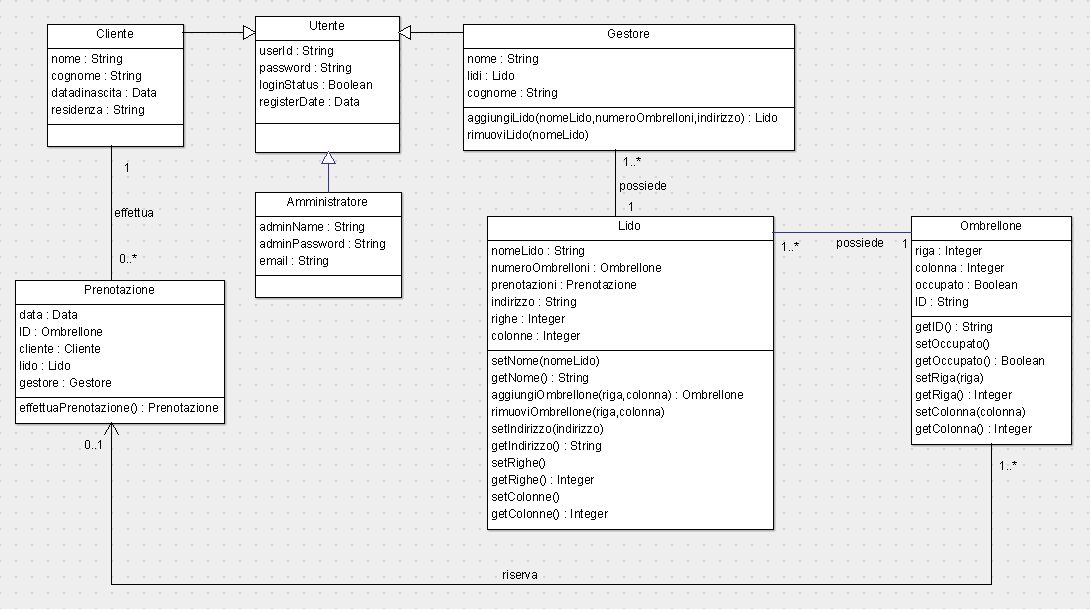 Cliente
nome : String
cognome : String
datadinascita : Data
residenza : String
Utente
userId : String
password : String
loginStatus : Boolean
registerDate : Data
Gestore
nome : String
lidi : Lido
cognome : String
aggiungiLido(nomeLido,numeroOmbrelloni,indirizzo) : Lido
rimuoviLido(nomeLido)
1
effettua
0..*
Amministratore
adminName : String
adminPassword : String
email : String
1..*
possiede
1
Lido
nomeLido : String
numeroOmbrelloni : Ombrellone
prenotazioni : Prenotazione
indirizzo : String
righe : Integer
colonne : Integer
setNome(nomeLido)
getNome() : String
aggiungiOmbrellone(riga,colonna) : Ombrellone
rimuoviOmbrellone(riga,colonna)
setIndirizzo(indirizzo)
getIndirizzo() : String
setRighe()
getRighe() : Integer
setColonne()
getColonne() : Integer
1..*
possiede
1
Ombrellone
riga : Integer
colonna : Integer
occupato : Boolean
ID : String
getID() : String
setOccupato()
getOccupato() : Boolean
setRiga(riga)
getRiga() : Integer
setColonna(colonna)
getColonna() : Integer
Prenotazione
data : Data
ID : Ombrellone
cliente : Cliente
lido : Lido
gestore : Gestore
effettuaPrenotazione() : Prenotazione
0..1
1..*
riserva